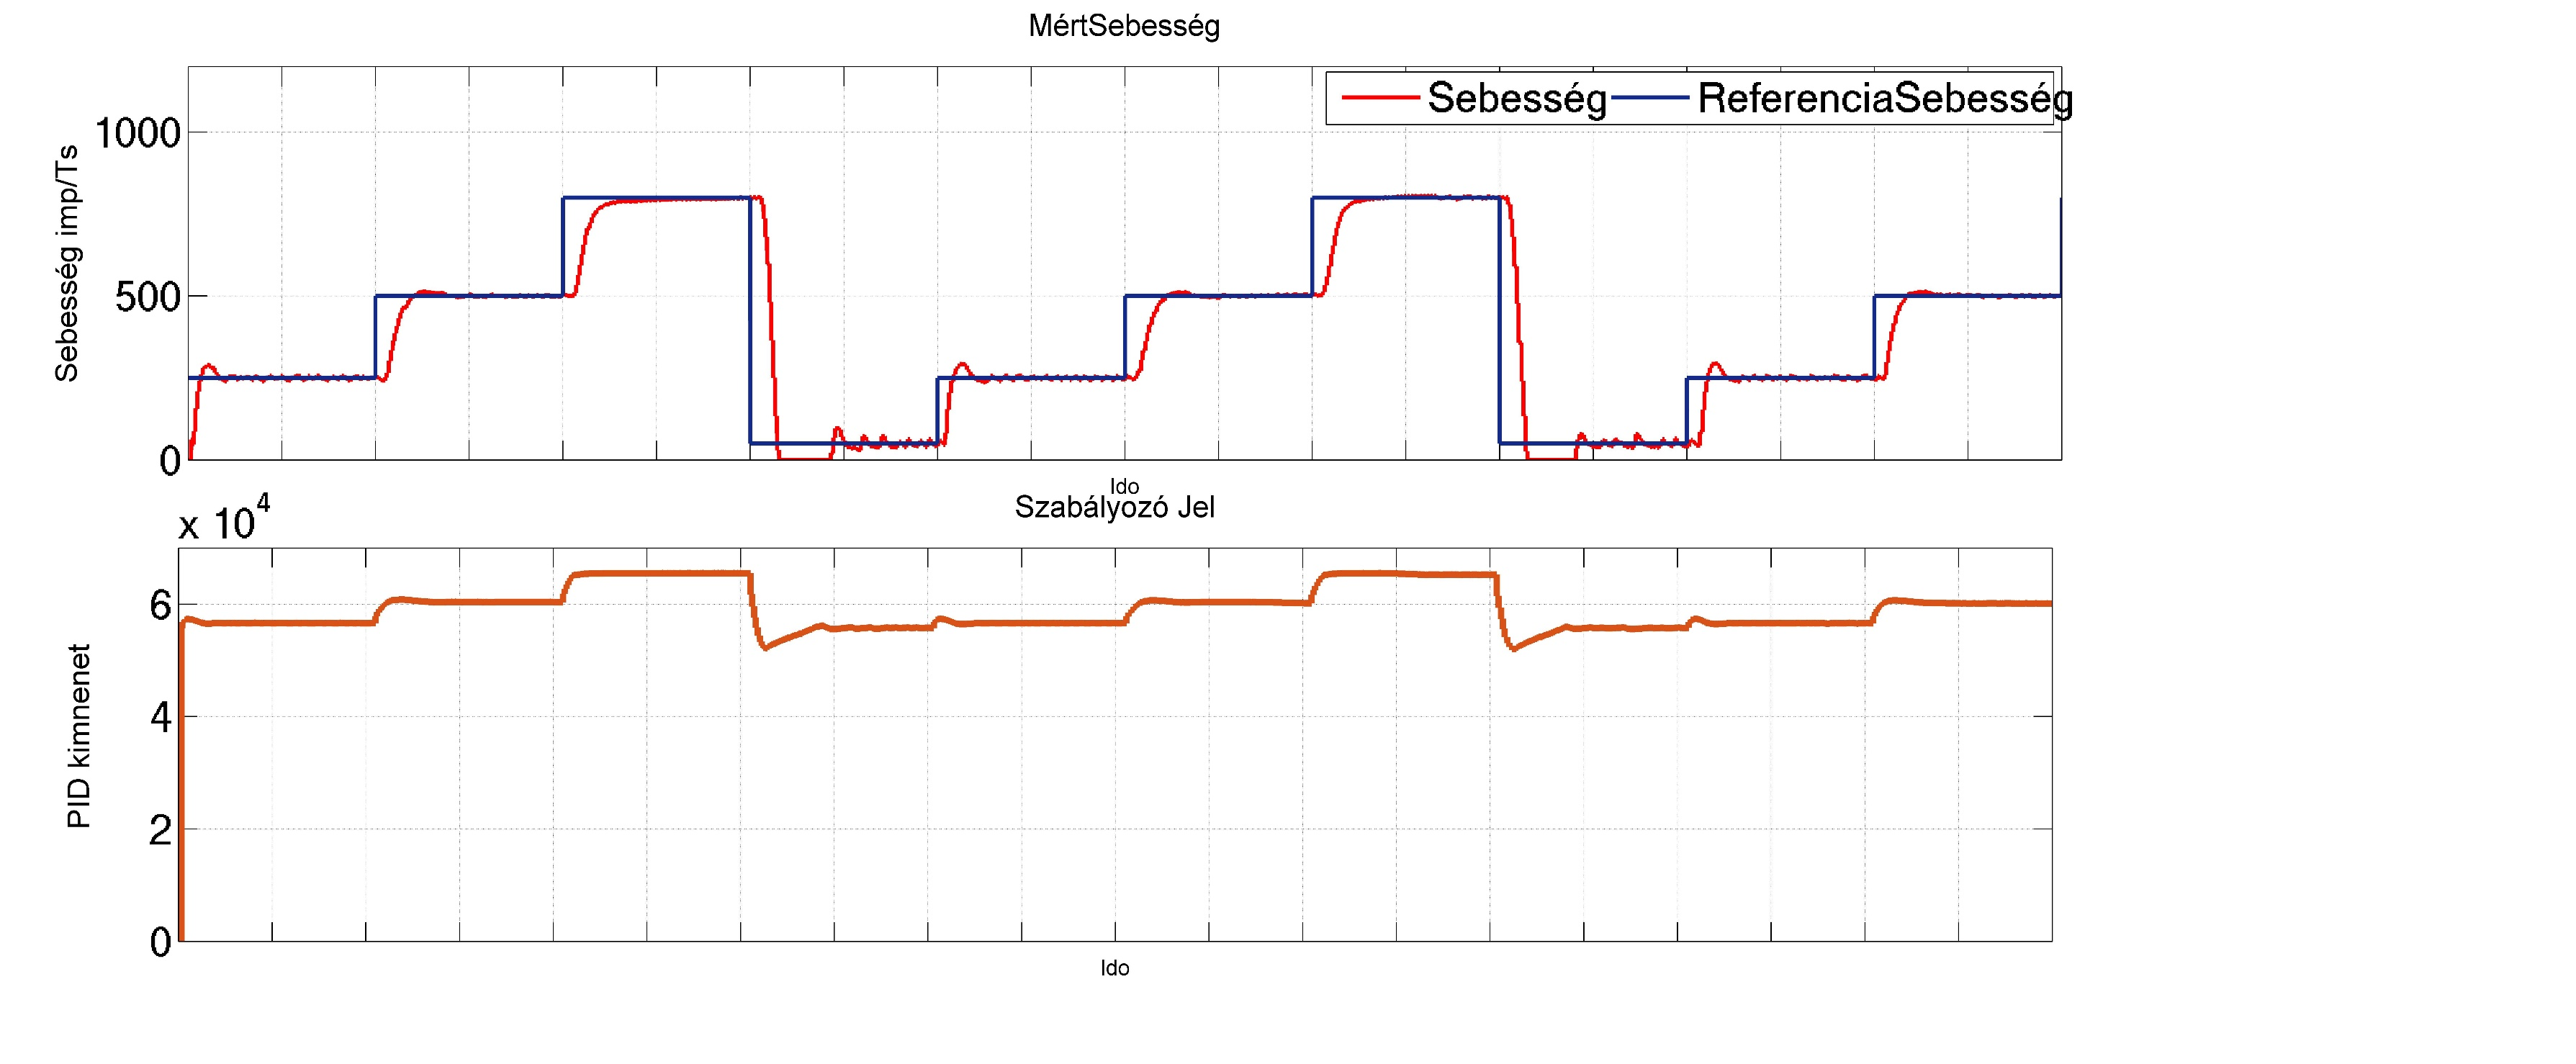 MértSebesség
Sebesség ReferenciaSebesség
1000
500
0
Sebesség imp/Ts
Ido
Szabályozó Jel
x 10^4
6
4
2
0
PID kimnenet
Ido